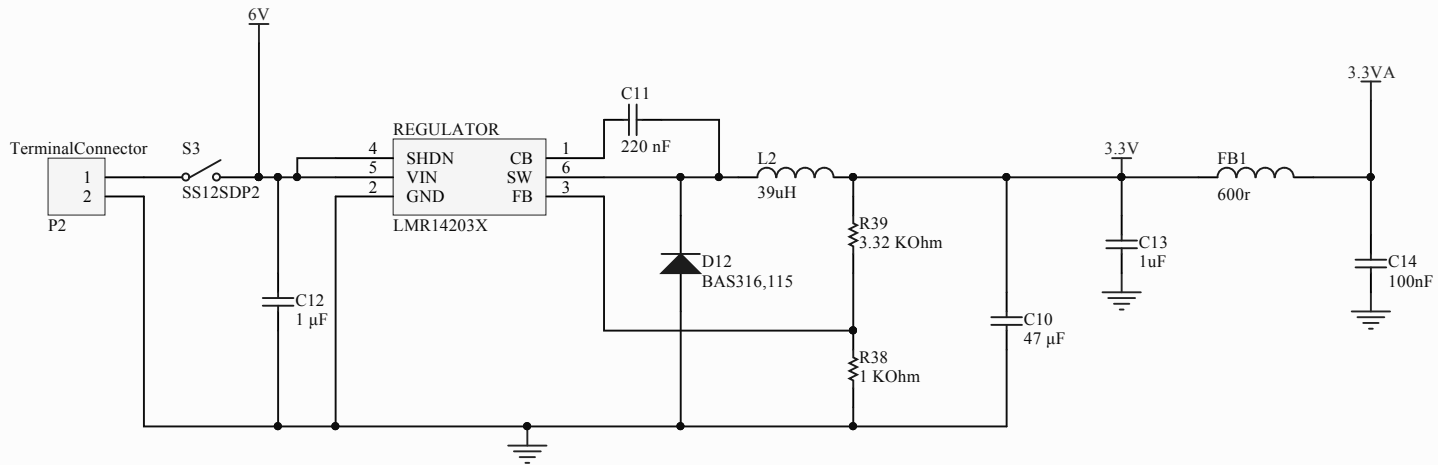 6V
3.3VA
C11
220 nF
REGULATOR
TerminalConnector
S3
4
SHDN
CB
1
L2
3.3V
FB1
1
5
VIN
SW
6
2
SS12SDP2
2
GND
FB
3
39uH
600r
P2
LMR14203X
R39
3.32 KOhm
C13
1uF
D12
BAS316,115
C14
100nF
C12
1 µF
C10
47 µF
R38
1 KOhm